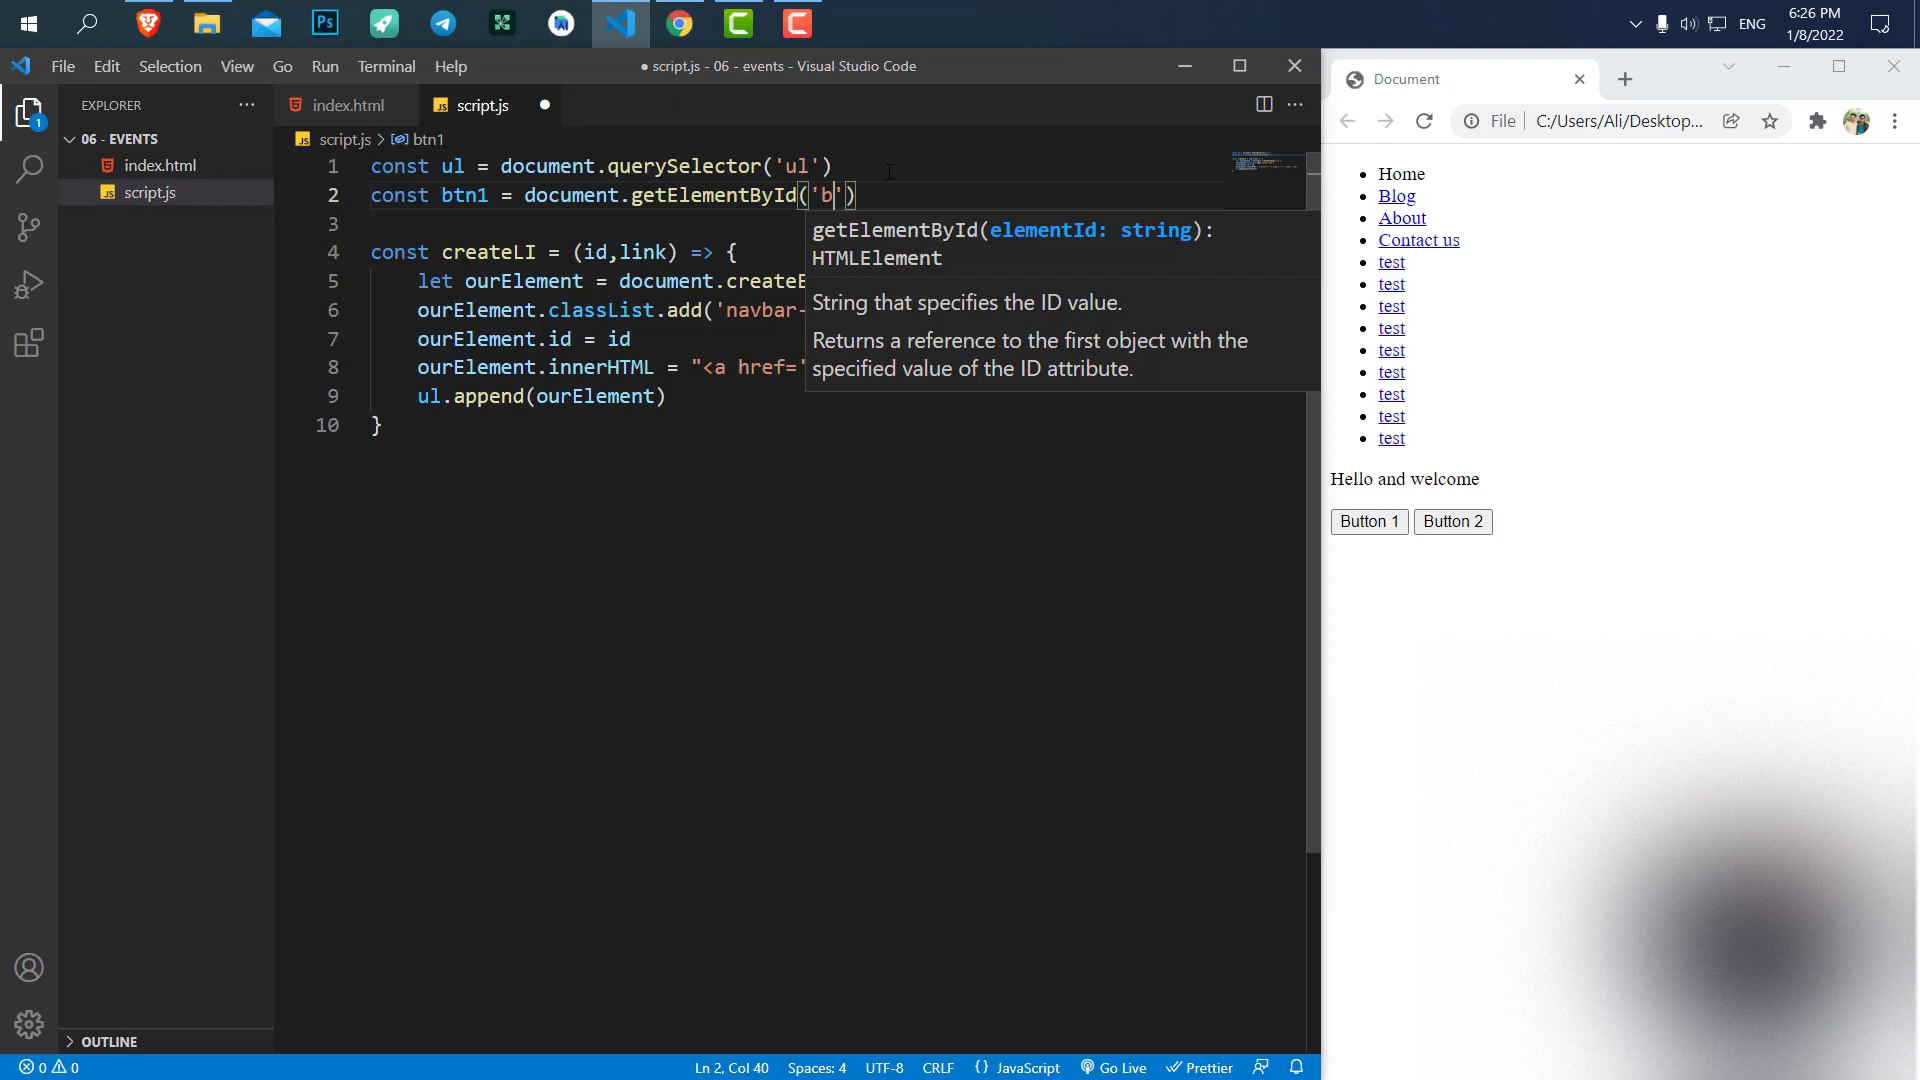 Ps
ENG
6:26 PM
1/8/2022
File Edit Selection View Go Run Terminal Help
● script.js - 06 - events - Visual Studio Code
EXPLORER
06 - EVENTS
index.html
script.js
1
OUTLINE
index.html
script.js
script.js > btn1
1 const ul = document.querySelector('ul')
2 const btn1 = document.getElementById('b')
3
4 const createLI = (id,link) => {
5 let ourElement = document.createE
6 ourElement.classList.add('navbar-
7 ourElement.id = id
8 ourElement.innerHTML = "<a href='
9 ul.append(ourElement)
10 }
getElementById(elementId: string):
HTMLElement
String that specifies the ID value.
Returns a reference to the first object with the
specified value of the ID attribute.
0 0
Ln 2, Col 40 Spaces: 4 UTF-8 CRLF {} JavaScript Go Live Prettier
Document
File C:/Users/Ali/Desktop...
Home
Blog
About
Contact us
test
test
test
test
test
test
test
test
test
Hello and welcome
Button 1 Button 2